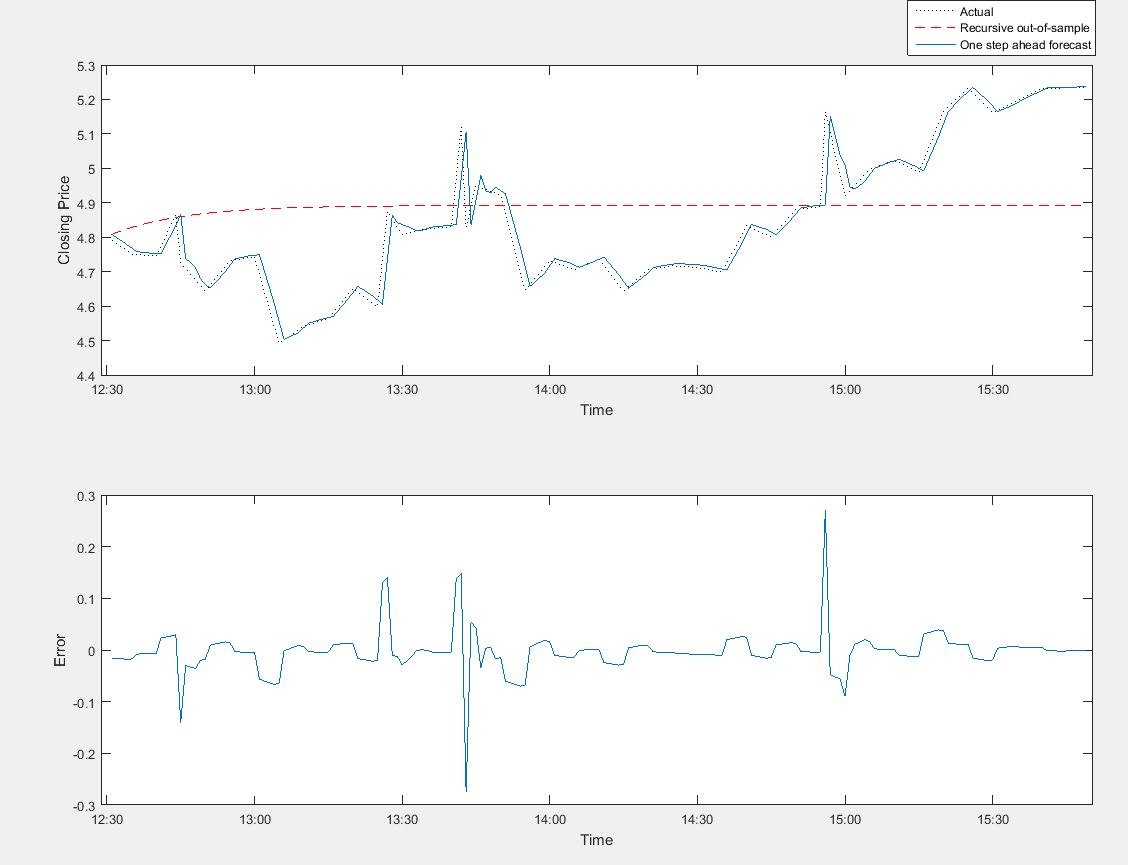 Actual
Recursive out-of-sample
One step ahead forecast
5.3
5.2
5.1
5
4.9
4.8
4.7
4.6
4.5
4.4
Closing Price
12:30 13:00 13:30 14:00 14:30 15:00 15:30
Time
0.3
0.2
0.1
0
-0.1
-0.2
-0.3
Error
12:30 13:00 13:30 14:00 14:30 15:00 15:30
Time